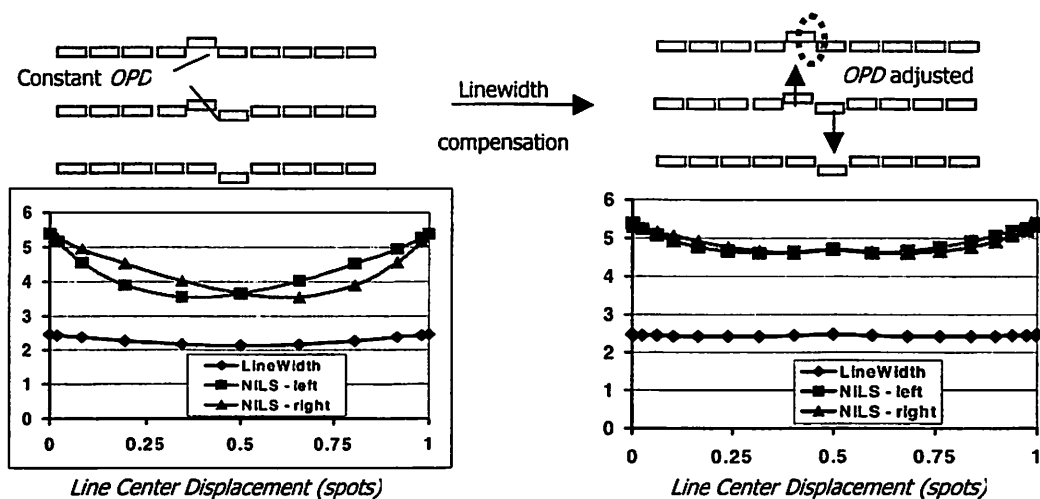 Constant OPD
Linewidth
compensation
OPD adjusted
6
5
4
3
2
1
0
LineWidth
NILS - left
NILS - right
0
0.25
0.5
0.75
1
Line Center Displacement (spots)
6
5
4
3
2
1
0
LineWidth
NILS - left
NILS - right
0
0.25
0.5
0.75
1
Line Center Displacement (spots)